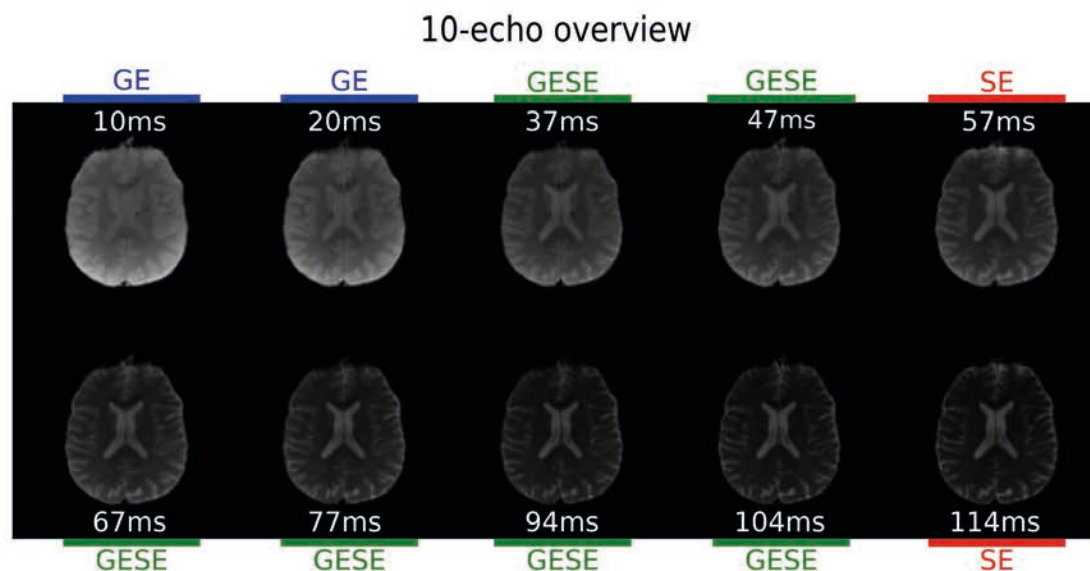 10-echo overview
GE GE GESE GESE SE
10ms 20ms 37ms 47ms 57ms
67ms 77ms 94ms 104ms 114ms
GESE GESE GESE GESE SE